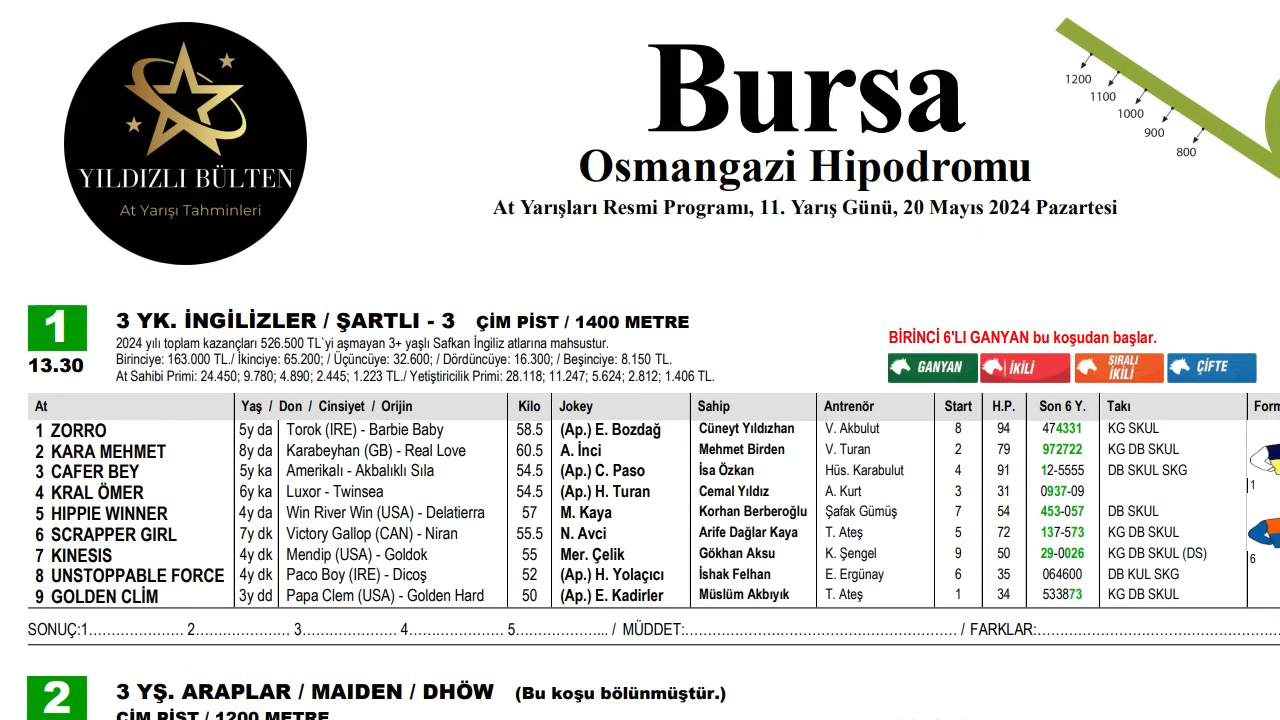 YILDIZLI BÜLTEN
At Yarışı Tahminleri
Bursa
Osmangazi Hipodromu
At Yarışları Resmi Programı, 11. Yarış Günü, 20 Mayıs 2024 Pazartesi
1200
1100
1000
900
800
1 3 YK. İNGİLİZLER / ŞARTLI - 3 ÇİM PİST / 1400 METRE
13.30
2024 yılı toplam kazançları 526.500 TL`yi aşmayan 3+ yaşlı Safkan İngiliz atlarına mahsustur.
Birinciye: 163.000 TL./ İkinciye: 65.200; / Üçüncüye: 32.600; / Dördüncüye: 16.300; / Beşinciye: 8.150 TL.
At Sahibi Primi: 24.450; 9.780; 4.890; 2.445; 1.223 TL./ Yetiştiricilik Primi: 28.118; 11.247; 5.624; 2.812; 1.406 TL.
BİRİNCİ 6'LI GANYAN bu koşudan başlar.
GANYAN İKİLİ SIRALI İKİLİ ÇİFTE
At Yaş / Don / Cinsiyet / Orijin Kilo Jokey Sahip Antrenör Start H.P. Son 6 Y. Takı Form
1 ZORRO 5y da Torok (IRE) - Barbie Baby 58.5 (Ap.) E. Bozdağ Cüneyt Yıldızhan V. Akbulut 8 94 474331 KG SKUL
2 KARA MEHMET 8y da Karabeyhan (GB) - Real Love 60.5 A. İnci Mehmet Birden V. Turan 2 79 972722 KG DB SKUL
3 CAFER BEY 5y ka Amerikalı - Akbalıklı Sıla 54.5 (Ap.) C. Paso İsa Özkan Hüs. Karabulut 4 91 12-5555 DB SKUL SKG
4 KRAL ÖMER 6y ka Luxor - Twinsea 54.5 (Ap.) H. Turan Cemal Yıldız A. Kurt 3 31 0937-09
5 HIPPIE WINNER 4y da Win River Win (USA) - Delatierra 57 M. Kaya Korhan Berberoğlu Şafak Gümüş 7 54 453-057 DB SKUL
6 SCRAPPER GIRL 7y dk Victory Gallop (CAN) - Niran 55.5 N. Avci Arife Dağlar Kaya T. Ateş 5 72 137-573 KG DB SKUL
7 KINESIS 4y dk Mendip (USA) - Goldok 55 Mer. Çelik Gökhan Aksu K. Şengel 9 50 29-0026 KG DB SKUL (DS)
8 UNSTOPPABLE FORCE 4y dk Paco Boy (IRE) - Dicoş 52 (Ap.) H. Yolaçıcı İshak Felhan E. Ergünay 6 35 064600 DB KUL SKG
9 GOLDEN CLİM 3y dd Papa Clem (USA) - Golden Hard 50 (Ap.) E. Kadirler Müslüm Akbıyık T. Ateş 1 34 533873 KG DB SKUL
1
6
SONUÇ:1..................... 2..................... 3..................... 4..................... 5..................... / MÜDDET:............................................................ / FARKLAR:......................................................
2 3 YŞ. ARAPLAR / MAIDEN / DHÖW (Bu koşu bölünmüştür.)
ÇİM PİST / 1200 METRE